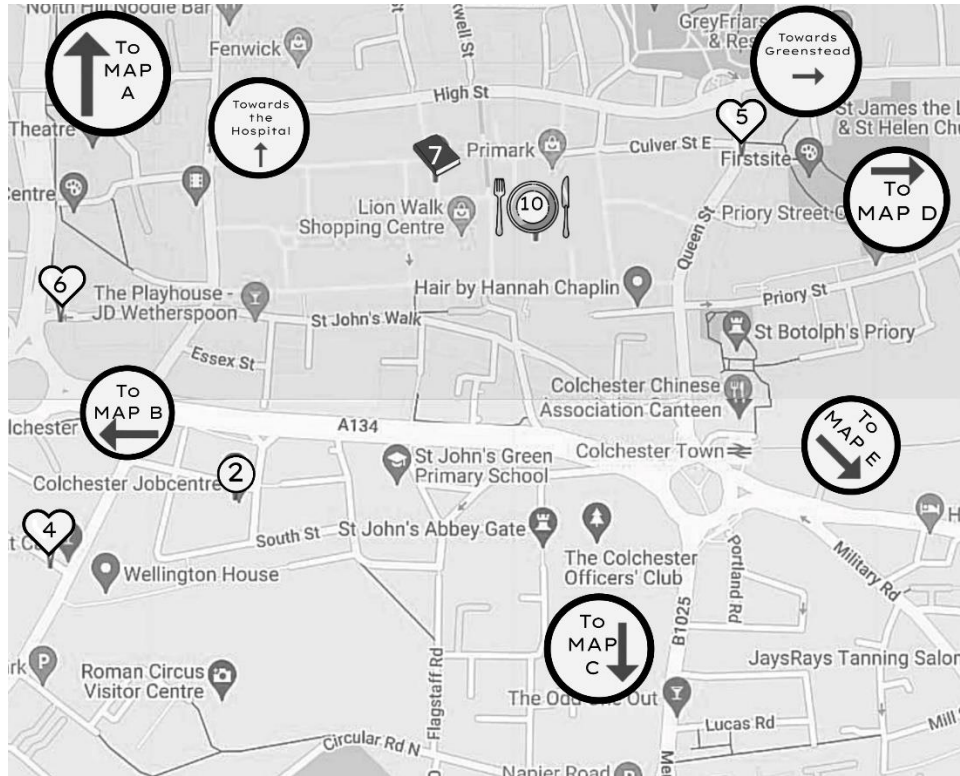 North Hill Noodle Bar
To
MAP
A
Fenwick
Towards
the
Hospital
High St
GreyFriars
& Res
Towards
Greenstead
Theatre
Centre
7
Primark
5
Culver St E
Firstsite
St James the L
& St Helen Chu
Lion Walk
Shopping Centre
10
Queen St
Priory Street C
To
MAP D
6
The Playhouse -
JD Wetherspoon
Hair by Hannah Chaplin
Priory St
St John's Walk
Essex St
St Botolph's Priory
To
MAP B
Colchester Chinese
Association Canteen
A134
Colchester Town
To
MAP E
St John's Green
Primary School
2
Colchester Jobcentre
4
South St
St John's Abbey Gate
The Colchester
Officers' Club
H
Wellington House
Portland Rd
Military Rd
B1025
To
MAP
C
Flagstaff Rd
P
Roman Circus
Visitor Centre
JaysRays Tanning Salon
The Odd One Out
Lucas Rd
Mill S
Circular Rd N
Napier Road